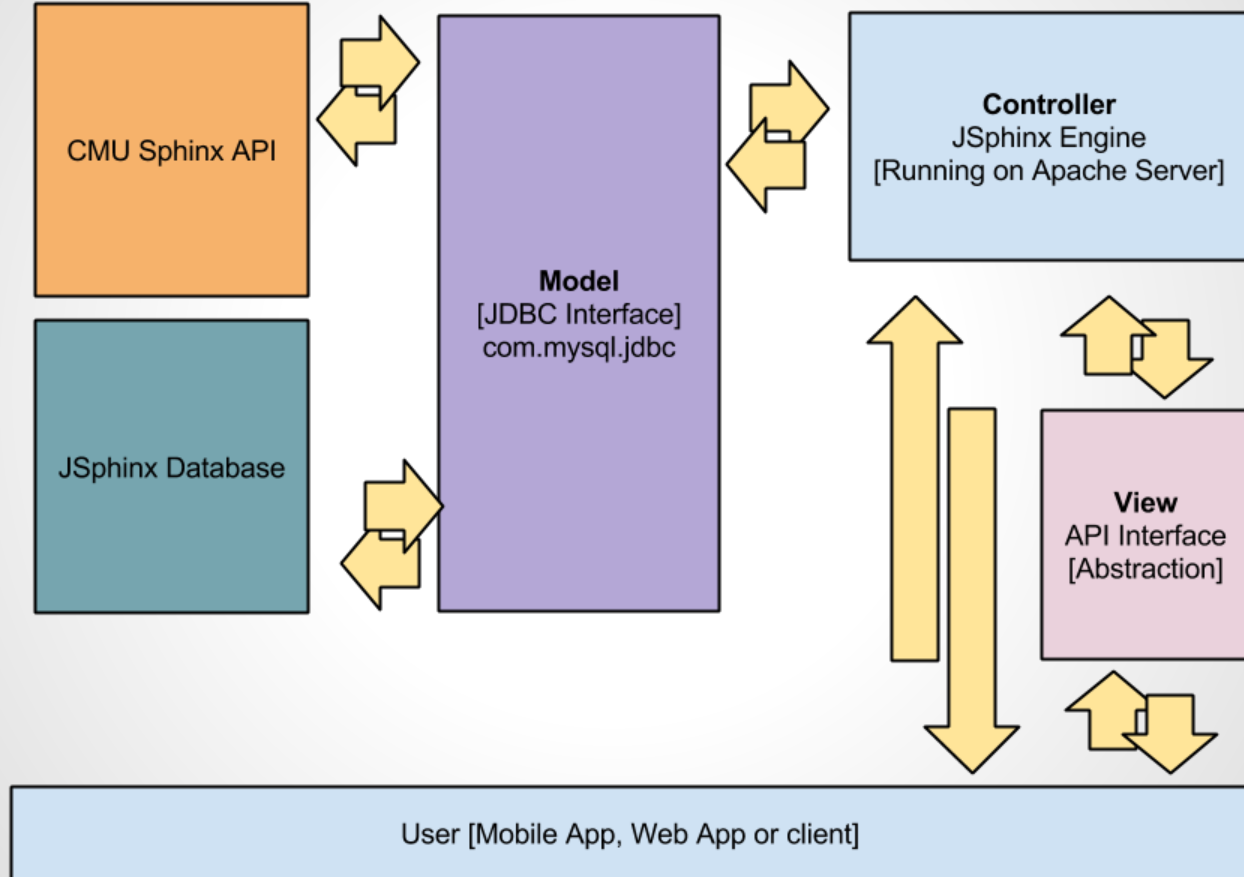 CMU Sphinx API
JSphinx Database
Model
[JDBC Interface]
com.mysql.jdbc
Controller
JSphinx Engine
[Running on Apache Server]
View
API Interface
[Abstraction]
User [Mobile App, Web App or client]